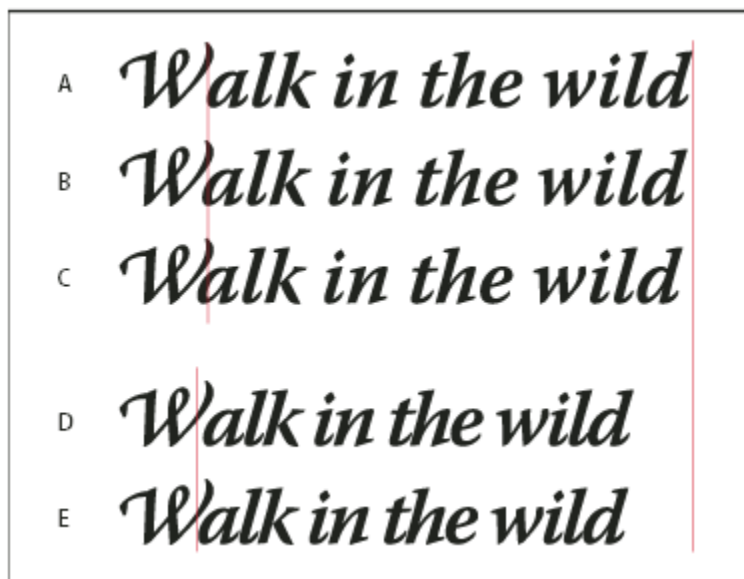 A Walk in the wild
B Walk in the wild
C Walk in the wild
D Walk in the wild
E Walk in the wild